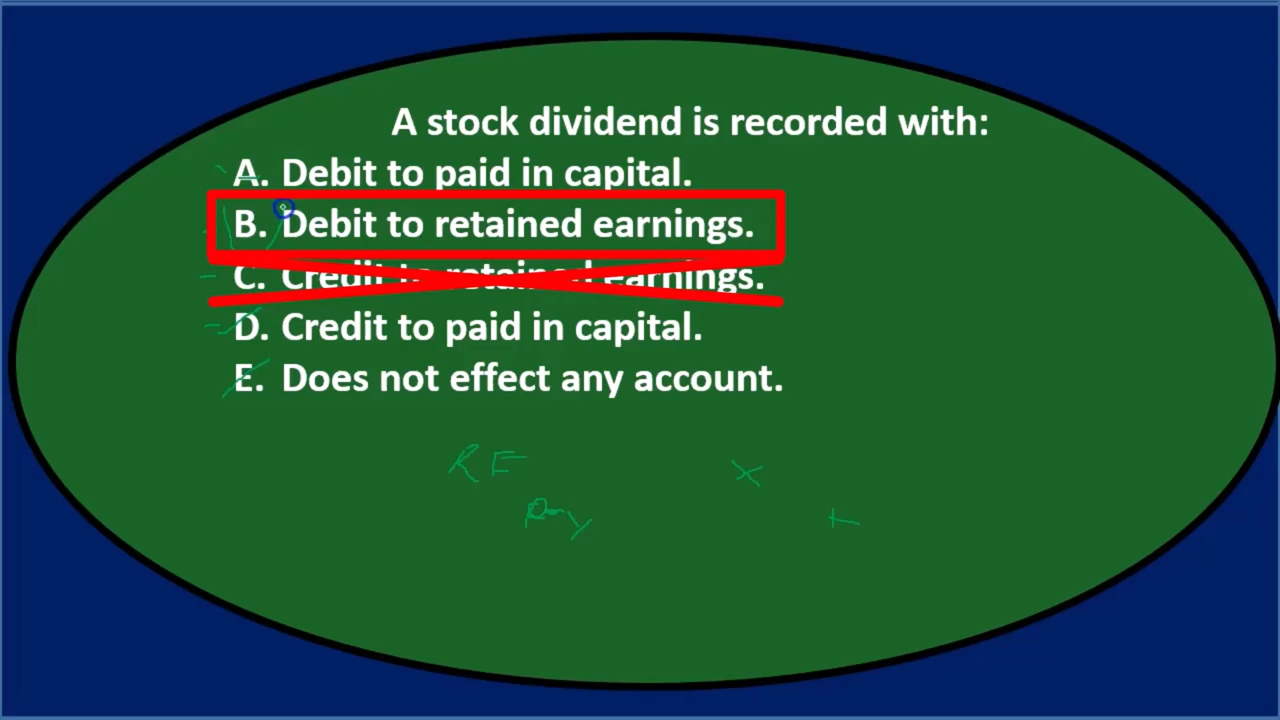 A stock dividend is recorded with:
A. Debit to paid in capital.
B. Debit to retained earnings.
C. Credit to retained earnings.
D. Credit to paid in capital.
E. Does not effect any account.
RE X